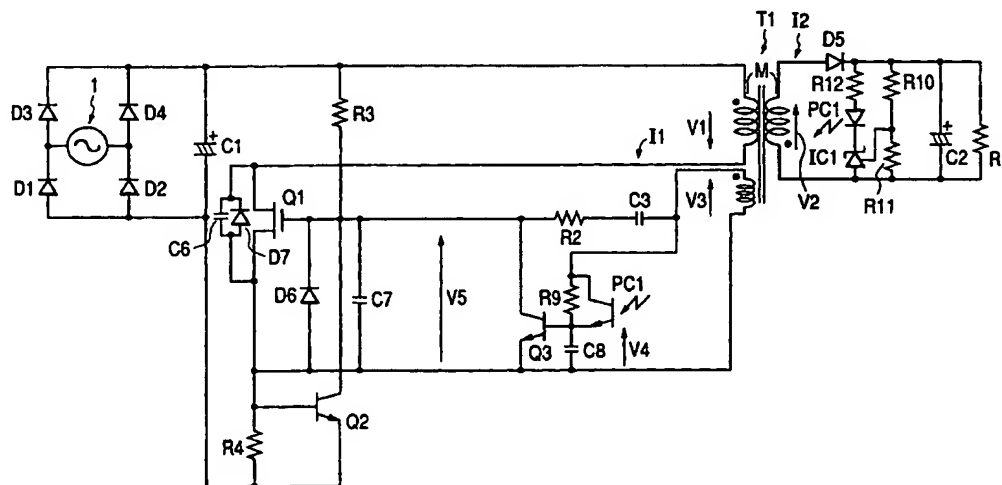 T1
I2
D5
M
R12
R10
1
D3
D4
R3
PC1
C1
I1
V1
IC1
C2
R
D1
D2
Q1
C3
V3
V2
R11
R2
C6
D7
D6
C7
V5
R9
PC1
Q3
C8
V4
Q2
R4